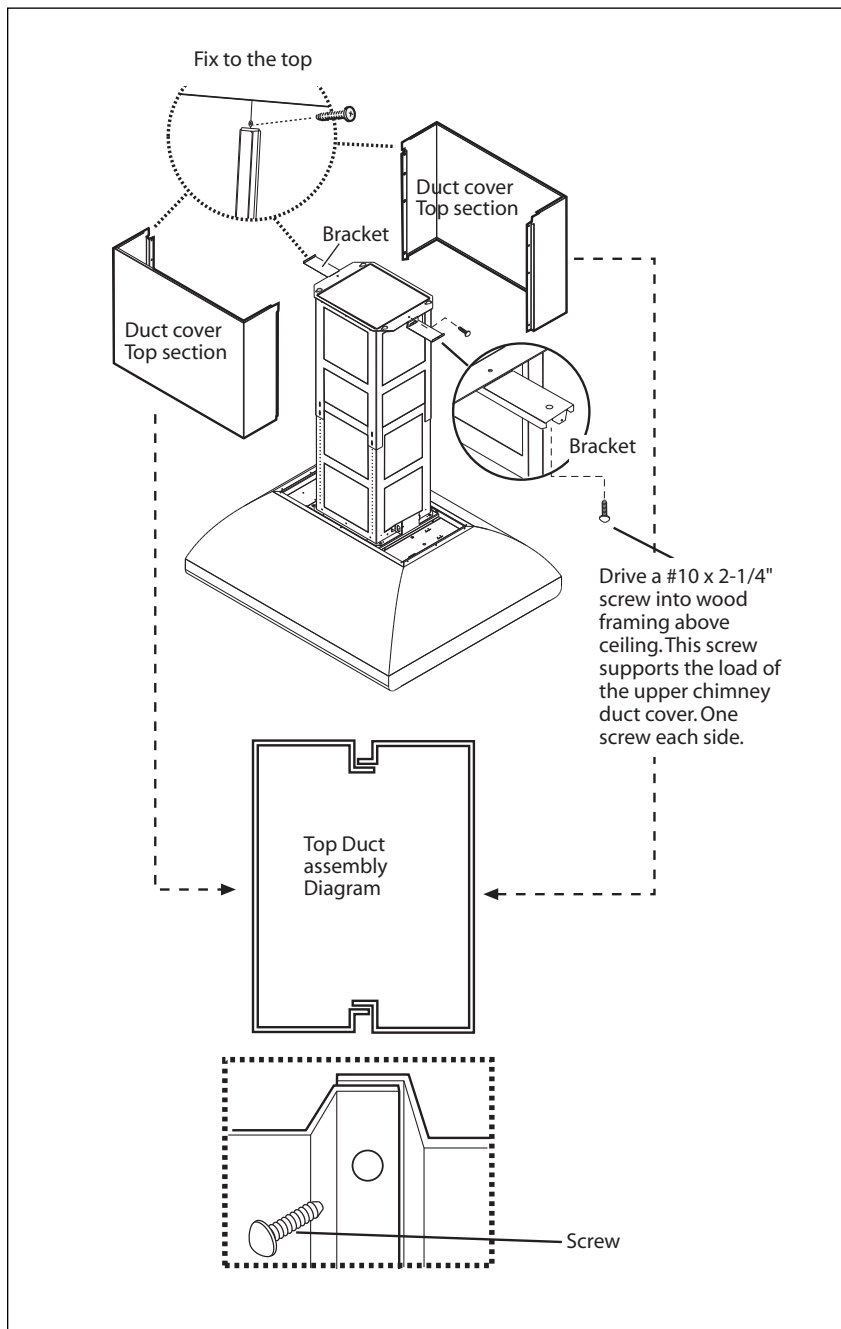 Fix to the top
Duct cover
Top section
Bracket
Duct cover
Top section
Bracket
Drive a #10 x 2-1/4"
screw into wood
framing above
ceiling. This screw
supports the load of
the upper chimney
duct cover. One
screw each side.
Top Duct
assembly
Diagram
Screw